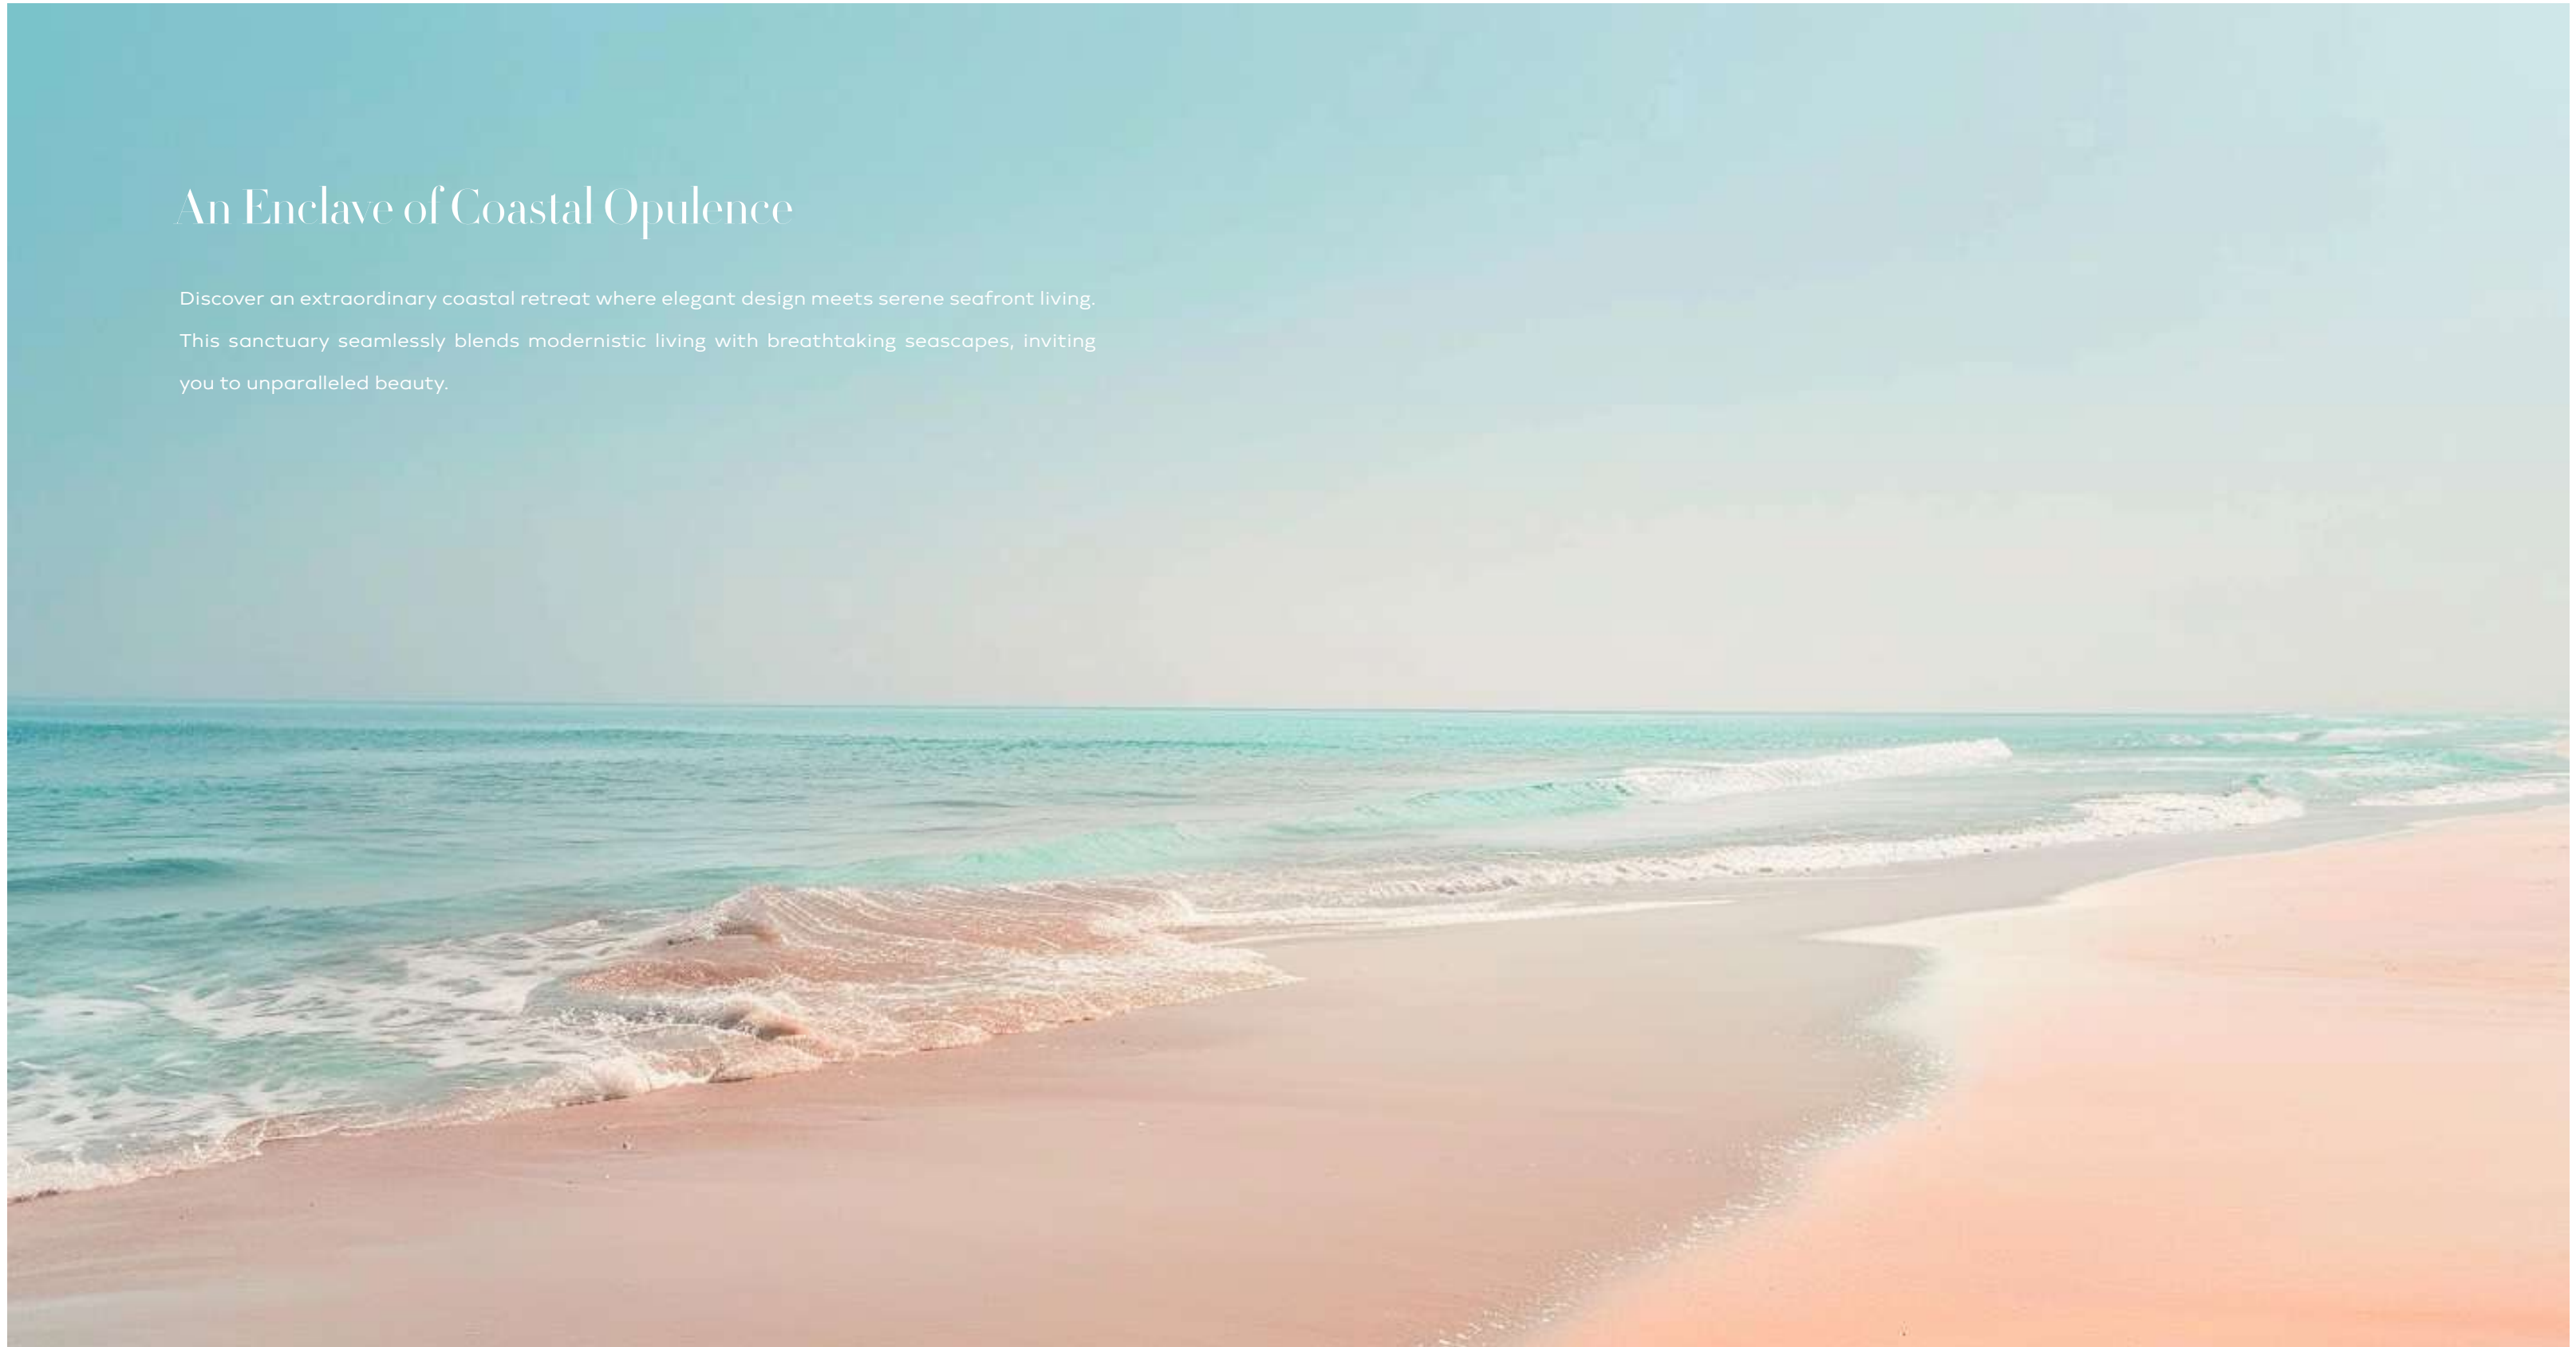 An Enclave of Coastal Opulence
Discover an extraordinary coastal retreat where elegant design meets serene seafront living.
This sanctuary seamlessly blends modernistic living with breathtaking seascapes, inviting
you to unparalleled beauty.